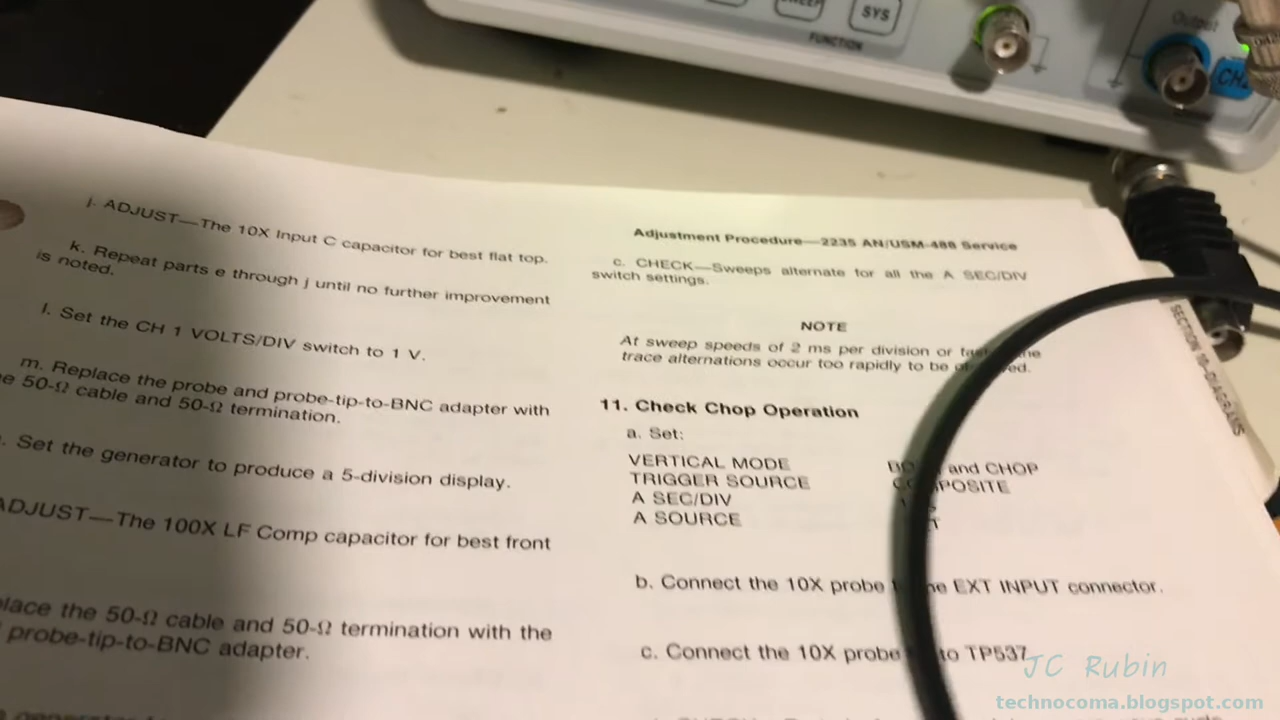 SYS
FUNCTION
Output
CH2
j. ADJUST—The 10X Input C capacitor for best flat top.
k. Repeat parts e through j until no further improvement
is noted.
l. Set the CH 1 VOLTS/DIV switch to 1 V.
m. Replace the probe and probe-tip-to-BNC adapter with
50-Ω cable and 50-Ω termination.
Set the generator to produce a 5-division display.
ADJUST—The 100X LF Comp capacitor for best front
the 50-Ω cable and 50-Ω termination with the
probe-tip-to-BNC adapter.
Adjustment Procedure—2235 AN/USM-488 Service
c. CHECK—Sweeps alternate for all the A SEC/DIV
switch settings.
NOTE
At sweep speeds of 2 ms per division or
trace alternations occur too rapidly to be
11. Check Chop Operation
a. Set:
VERTICAL MODE and CHOP
TRIGGER SOURCE
A SEC/DIV
A SOURCE
b. Connect the 10X probe EXT INPUT connector.
c. Connect the 10X probe to TP537
SECTION 10—DIAGRAMS
JC Rubin
technocoma.blogspot.com